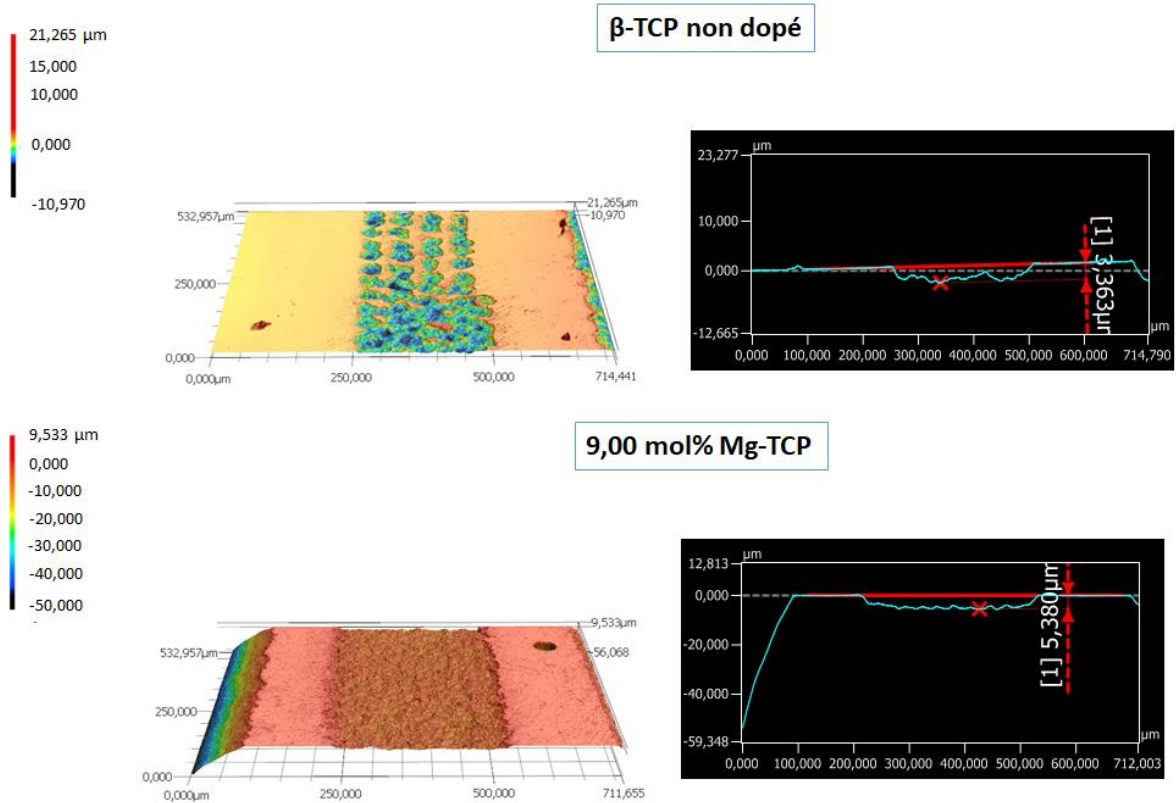 β-TCP non dopé
21,265 µm
15,000
10,000
0,000
-10,970
532,957µm
250,000
0,000
0,000µm
250,000
500,000
714,441
21,265µm
-10,970
µm
23,277
10,000
0,000
-12,665
µm
0,000 100,000 200,000 300,000 400,000 500,000 600,000 714,790
[1] 3,363µr
9,00 mol% Mg-TCP
9,533 µm
0,000
-10,000
-20,000
-30,000
-40,000
-50,000
532,957µm
250,000
0,000
0,000µm
250,000
500,000
711,655
9,533µm
-56,068
µm
12,813
0,000
-20,000
-40,000
-59,348
µm
0,000 100,000 200,000 300,000 400,000 500,000 600,000 712,003
[1] 5,380µm